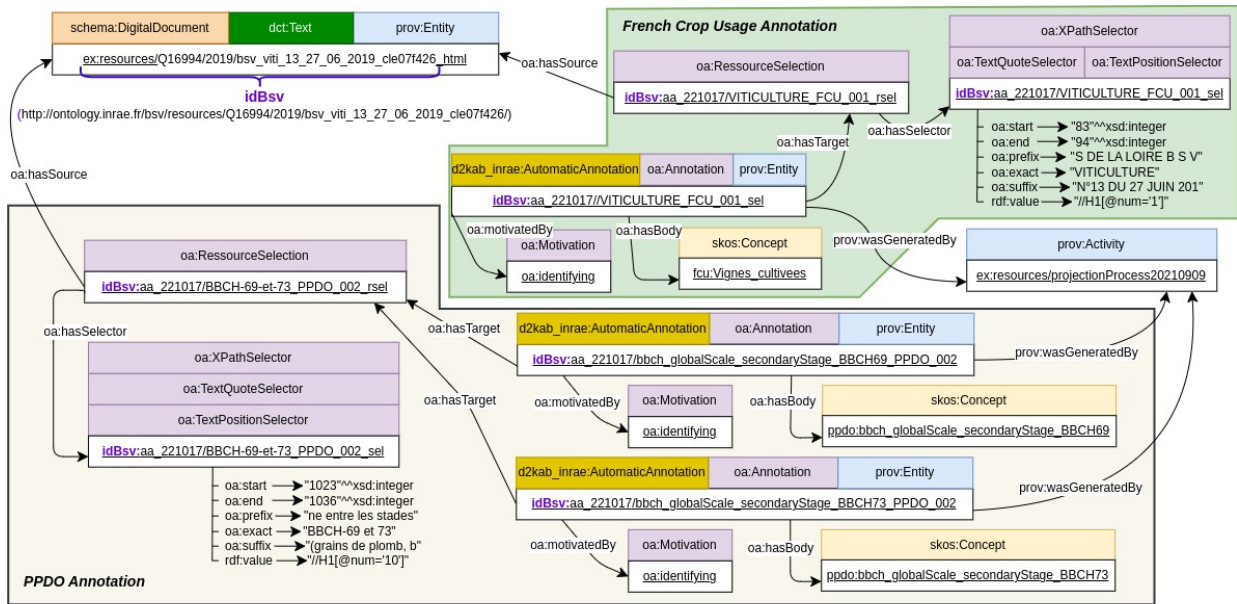 schema:DigitalDocument
dct:Text
prov:Entity
ex:resources/Q16994/2019/bsv_viti_13_27_06_2019_cle07f426_html
idBsv
(http://ontology.inrae.fr/bsv/resources/Q16994/2019/bsv_viti_13_27_06_2019_cle07f426/)
oa:hasSource
oa:hasSource
French Crop Usage Annotation
oa:RessourceSelection
idBsv:aa_221017/VITICULTURE_FCU_001_rsel
oa:hasTarget
oa:hasSelector
oa:XPathSelector
oa:TextQuoteSelector
oa:TextPositionSelector
idBsv:aa_221017/VITICULTURE_FCU_001_sel
oa:start "83"^^xsd:integer
oa:end "94"^^xsd:integer
oa:prefix "S DE LA LOIRE B S V"
oa:exact "VITICULTURE"
oa:suffix "N°13 DU 27 JUIN 201"
rdf:value "//H1[@num='1']"
d2kab_inrae:AutomaticAnnotation
oa:Annotation
prov:Entity
idBsv:aa_221017//VITICULTURE_FCU_001_sel
oa:motivatedBy
oa:hasBody
oa:Motivation
oa:identifying
skos:Concept
fcu:Vignes_cultivees
prov:wasGeneratedBy
prov:Activity
ex:resources/projectionProcess20210909
oa:RessourceSelection
idBsv:aa_221017/BBCH-69-et-73_PPDO_002_rsel
oa:hasSelector
oa:hasTarget
oa:hasTarget
oa:XPathSelector
oa:TextQuoteSelector
oa:TextPositionSelector
idBsv:aa_221017/BBCH-69-et-73_PPDO_002_sel
oa:start "1023"^^xsd:integer
oa:end "1036"^^xsd:integer
oa:prefix "ne entre les stades"
oa:exact "BBCH-69 et 73"
oa:suffix "(grains de plomb, b"
rdf:value "//H1[@num='10']"
PPDO Annotation
d2kab_inrae:AutomaticAnnotation
oa:Annotation
prov:Entity
idBsv:aa_221017/bbch_globalScale_secondaryStage_BBCH69_PPDO_002
prov:wasGeneratedBy
oa:motivatedBy
oa:hasBody
oa:Motivation
oa:identifying
skos:Concept
ppdo:bbch_globalScale_secondaryStage_BBCH69
d2kab_inrae:AutomaticAnnotation
oa:Annotation
prov:Entity
idBsv:aa_221017/bbch_globalScale_secondaryStage_BBCH73_PPDO_002
prov:wasGeneratedBy
oa:motivatedBy
oa:hasBody
oa:Motivation
oa:identifying
skos:Concept
ppdo:bbch_globalScale_secondaryStage_BBCH73